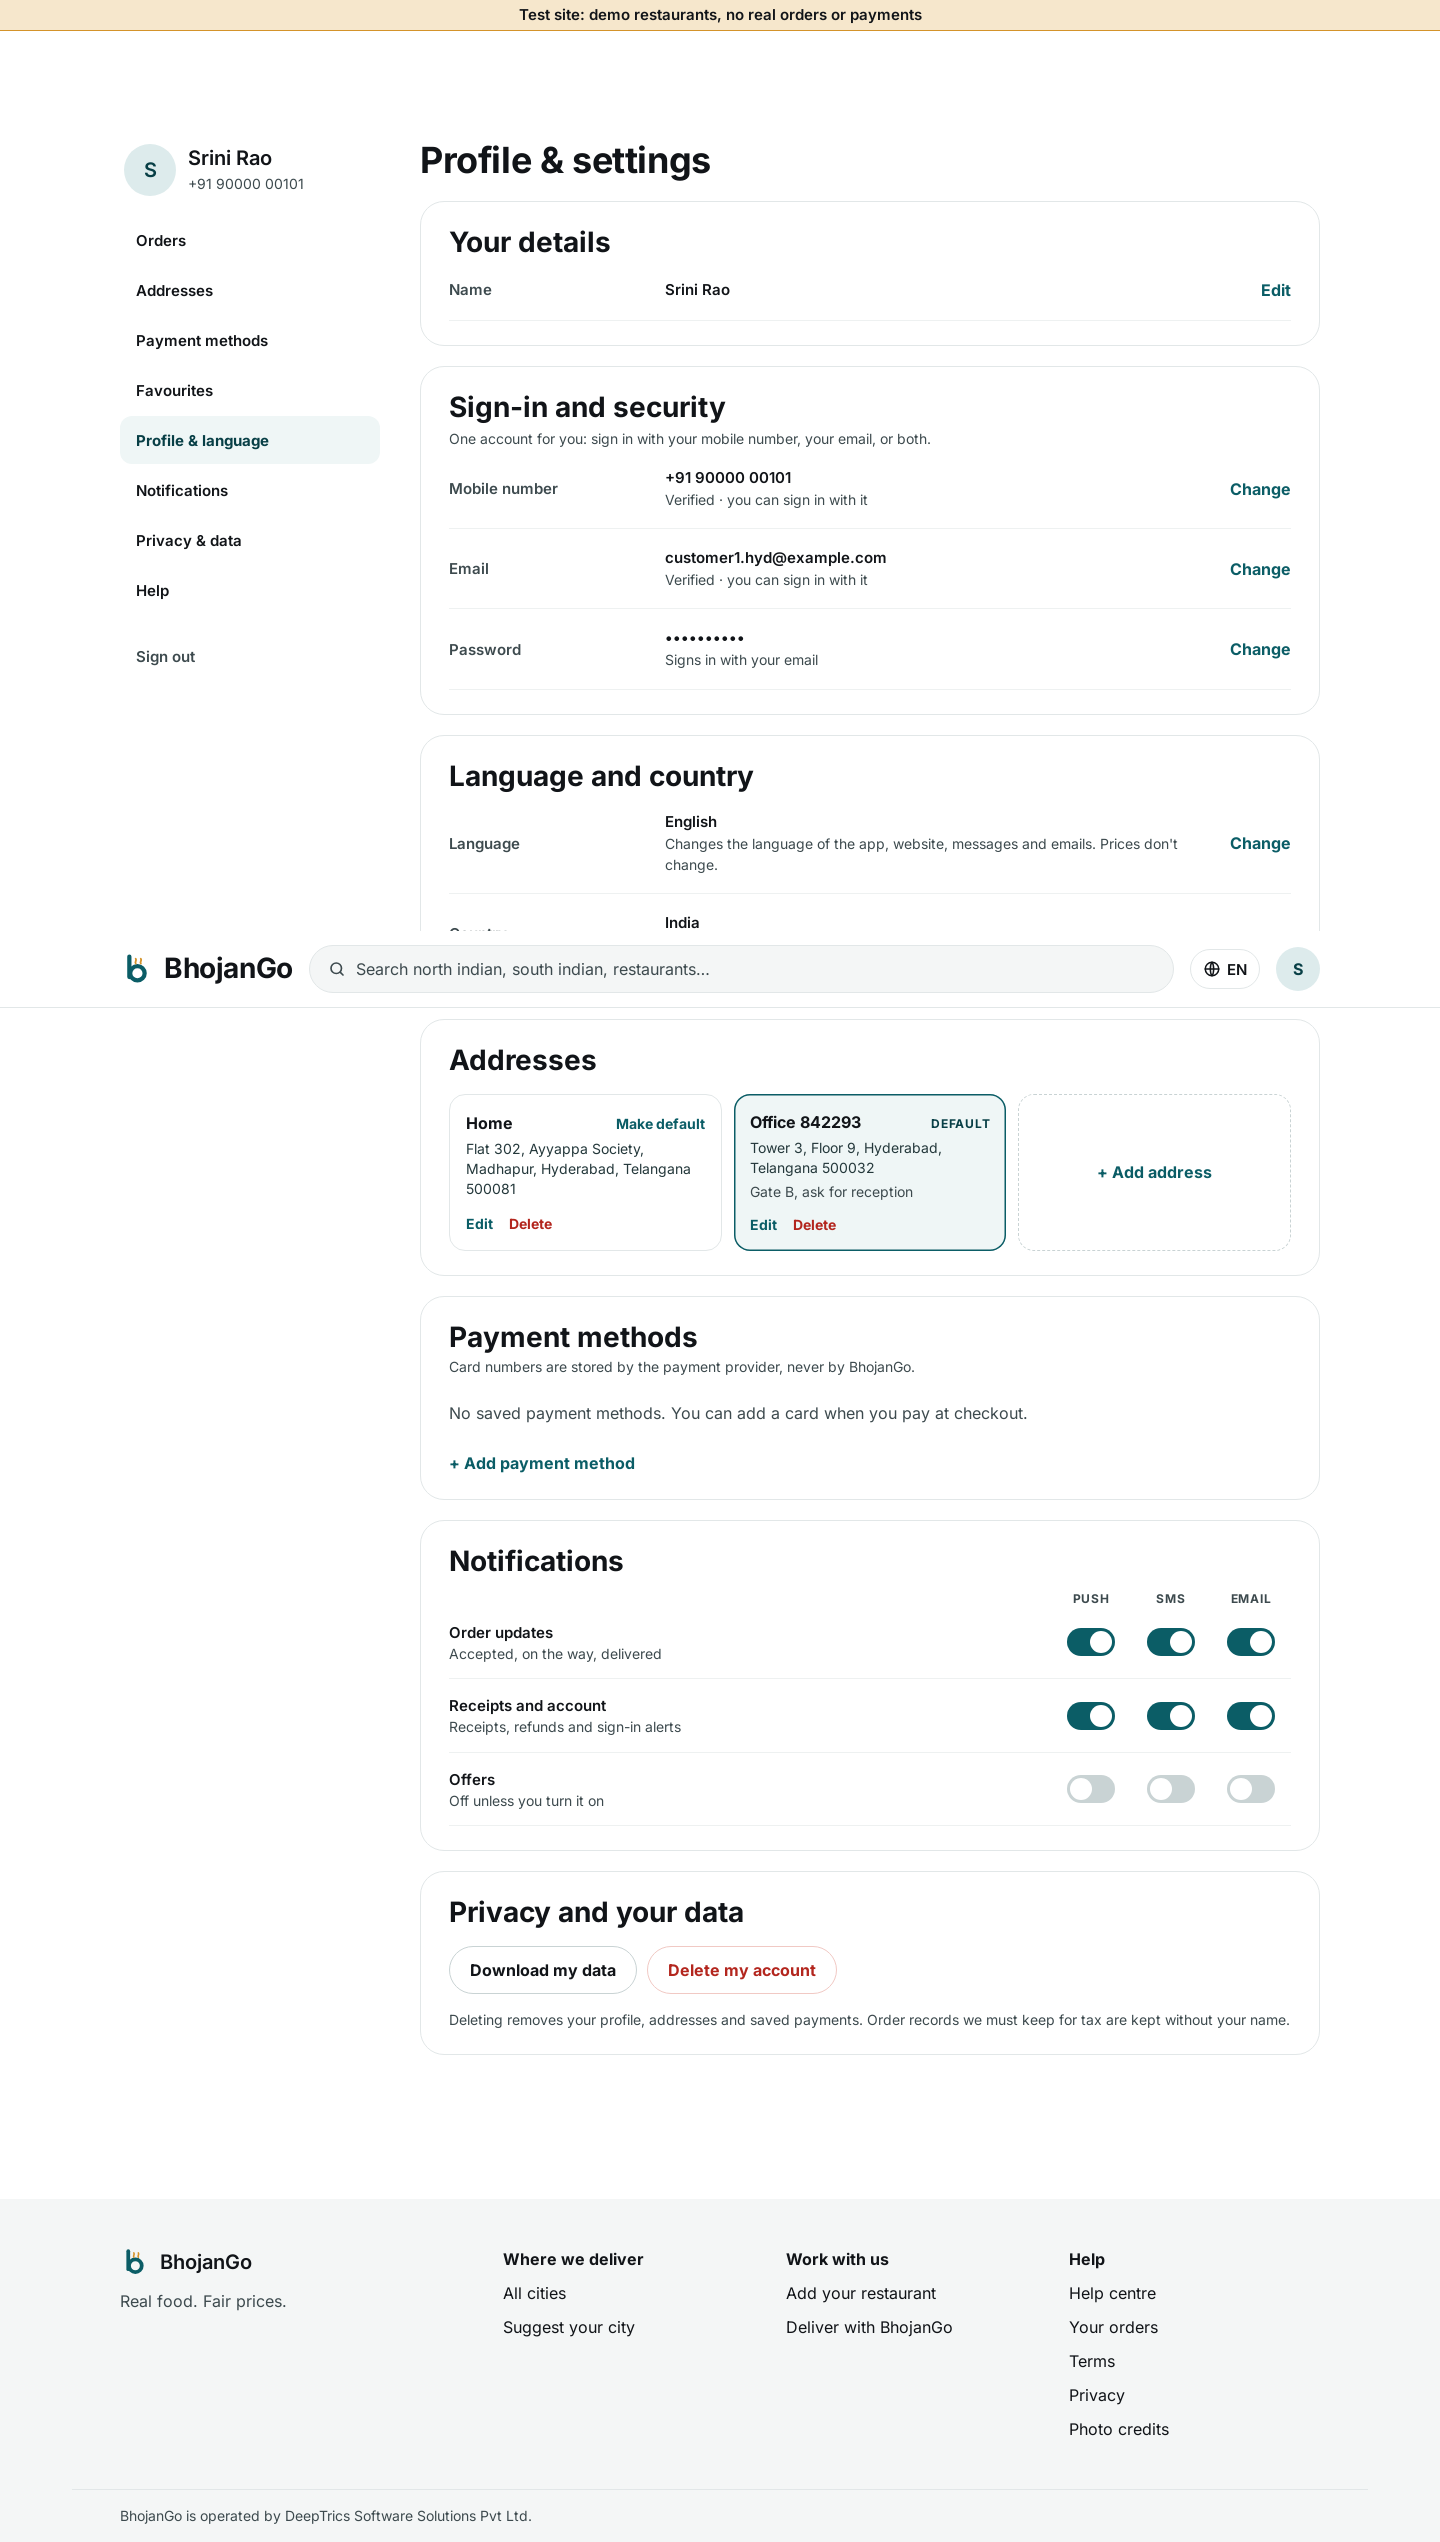 Test site: demo restaurants, no real orders or payments
S
Srini Rao
+91 90000 00101
Orders
Addresses
Payment methods
Favourites
Profile & language
Notifications
Privacy & data
Help
Sign out
Profile & settings
Your details
Name Srini Rao Edit
Sign-in and security
One account for you: sign in with your mobile number, your email, or both.
Mobile number +91 90000 00101 Change
Verified · you can sign in with it
Email customer1.hyd@example.com Change
Verified · you can sign in with it
Password •••••••••• Change
Signs in with your email
Language and country
Language English Change
Changes the language of the app, website, messages and emails. Prices don't
change.
India
BhojanGo Search north indian, south indian, restaurants... EN S
Addresses
Home Make default
Flat 302, Ayyappa Society,
Madhapur, Hyderabad, Telangana
500081
Edit Delete
Office 842293 DEFAULT
Tower 3, Floor 9, Hyderabad,
Telangana 500032
Gate B, ask for reception
Edit Delete
+ Add address
Payment methods
Card numbers are stored by the payment provider, never by BhojanGo.
No saved payment methods. You can add a card when you pay at checkout.
+ Add payment method
Notifications
PUSH SMS EMAIL
Order updates
Accepted, on the way, delivered
Receipts and account
Receipts, refunds and sign-in alerts
Offers
Off unless you turn it on
Privacy and your data
Download my data Delete my account
Deleting removes your profile, addresses and saved payments. Order records we must keep for tax are kept without your name.
BhojanGo
Real food. Fair prices.
Where we deliver
All cities
Suggest your city
Work with us
Add your restaurant
Deliver with BhojanGo
Help
Help centre
Your orders
Terms
Privacy
Photo credits
BhojanGo is operated by DeepTrics Software Solutions Pvt Ltd.